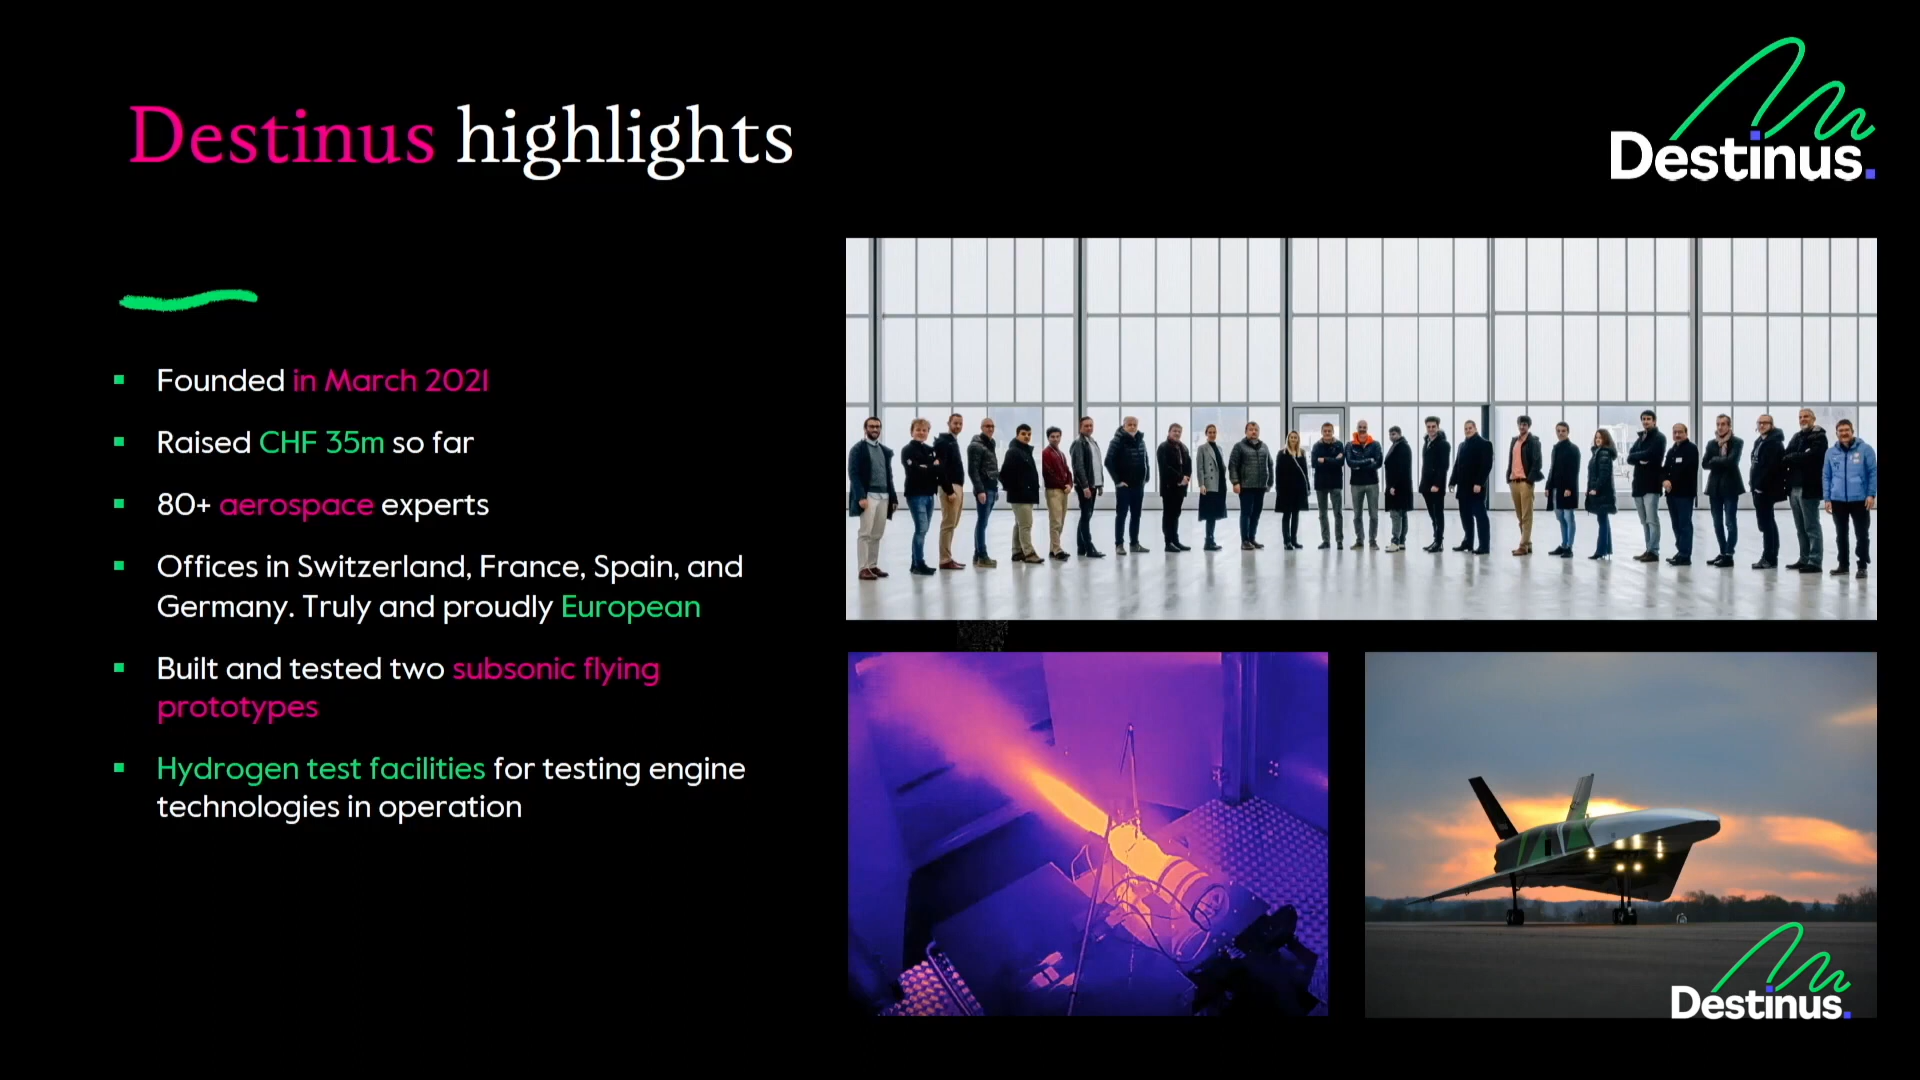 Destinus highlights
Destinus.
Founded in March 2021
Raised CHF 35m so far
80+ aerospace experts
Offices in Switzerland, France, Spain, and
Germany. Truly and proudly European
Built and tested two subsonic flying
prototypes
Hydrogen test facilities for testing engine
technologies in operation
Destinus.